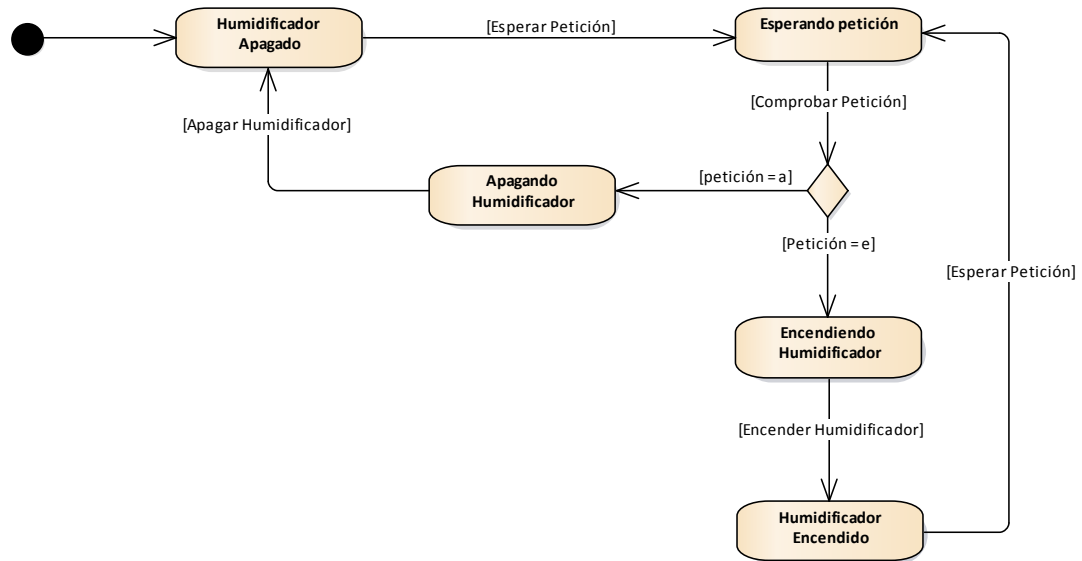 Humidificador
Apagado
[Esperar Petición]
Esperando petición
[Comprobar Petición]
[Apagar Humidificador]
Apagando
Humidificador
[petición = a]
[Petición = e]
[Esperar Petición]
Encendiendo
Humidificador
[Encender Humidificador]
Humidificador
Encendido